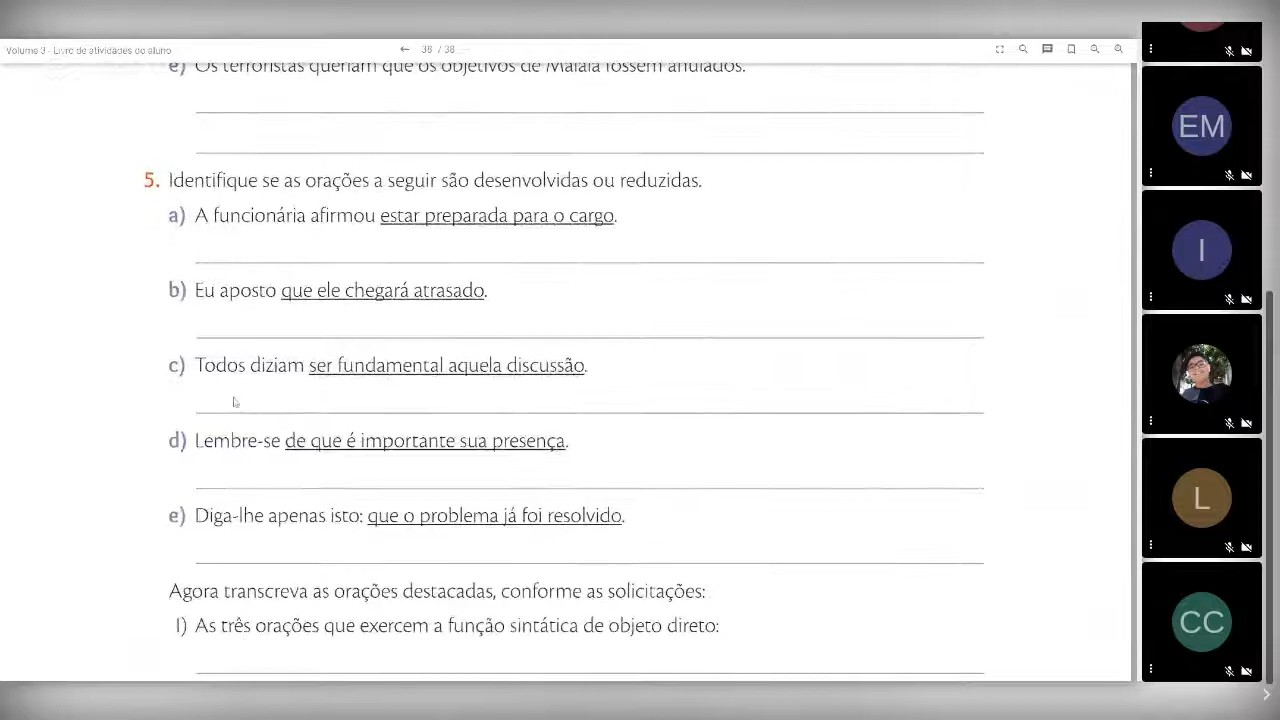 Volume 3 - Livro de atividades do aluno
← 38 / 38
e) Os terroristas queriam que os objetivos de Malala fossem anulados.
5. Identifique se as orações a seguir são desenvolvidas ou reduzidas.
a) A funcionária afirmou estar preparada para o cargo.
b) Eu aposto que ele chegará atrasado.
c) Todos diziam ser fundamental aquela discussão.
d) Lembre-se de que é importante sua presença.
e) Diga-lhe apenas isto: que o problema já foi resolvido.
Agora transcreva as orações destacadas, conforme as solicitações:
I) As três orações que exercem a função sintática de objeto direto:
EM
I
L
CC